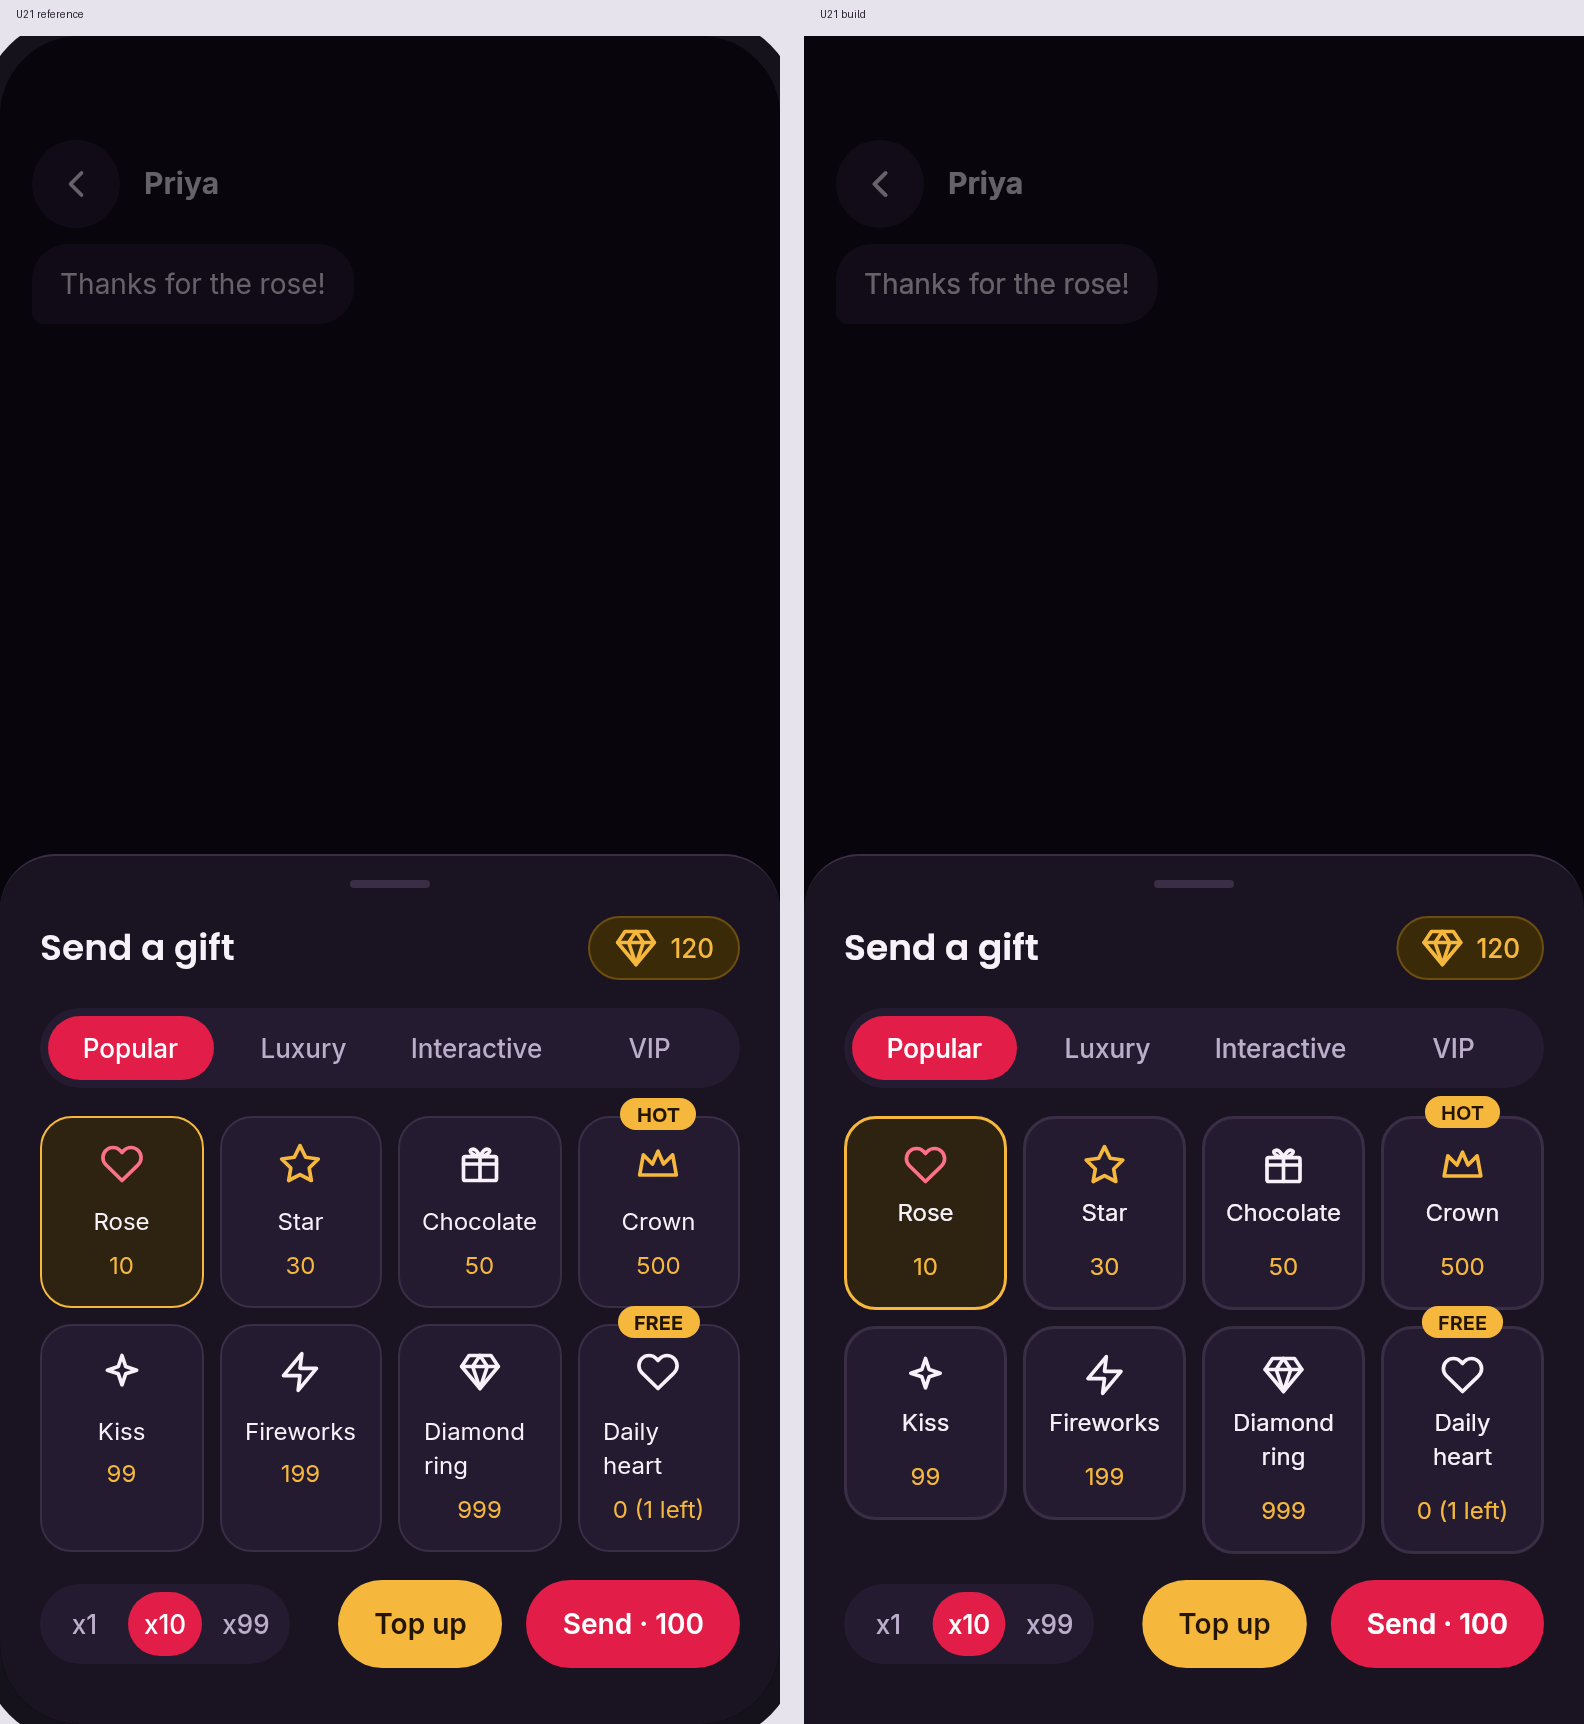 U21 reference
Priya
Thanks for the rose!
Send a gift
120
Popular Luxury Interactive VIP
HOT
Rose Star Chocolate Crown
10 30 50 500
FREE
Kiss Fireworks Diamond ring Daily heart
99 199 999 0 (1 left)
x1 x10 x99 Top up Send · 100
U21 build
Priya
Thanks for the rose!
Send a gift
120
Popular Luxury Interactive VIP
HOT
Rose Star Chocolate Crown
10 30 50 500
FREE
Kiss Fireworks Diamond ring Daily heart
99 199 999 0 (1 left)
x1 x10 x99 Top up Send · 100